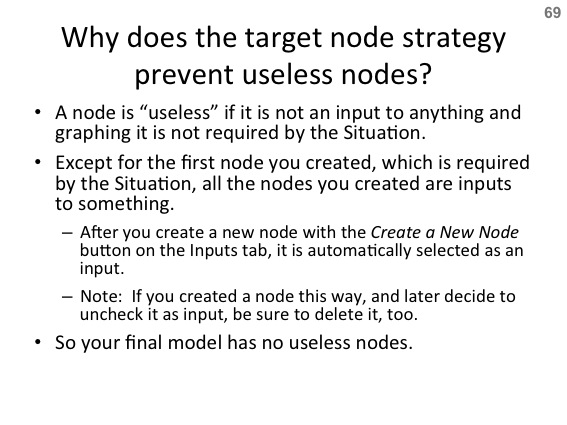 69
Why does the target node strategy
prevent useless nodes?
• A node is “useless” if it is not an input to anything and
graphing it is not required by the Situation.
• Except for the first node you created, which is required
by the Situation, all the nodes you created are inputs
to something.
– After you create a new node with the Create a New Node
button on the Inputs tab, it is automatically selected as an
input.
– Note: If you created a node this way, and later decide to
uncheck it as input, be sure to delete it, too.
• So your final model has no useless nodes.